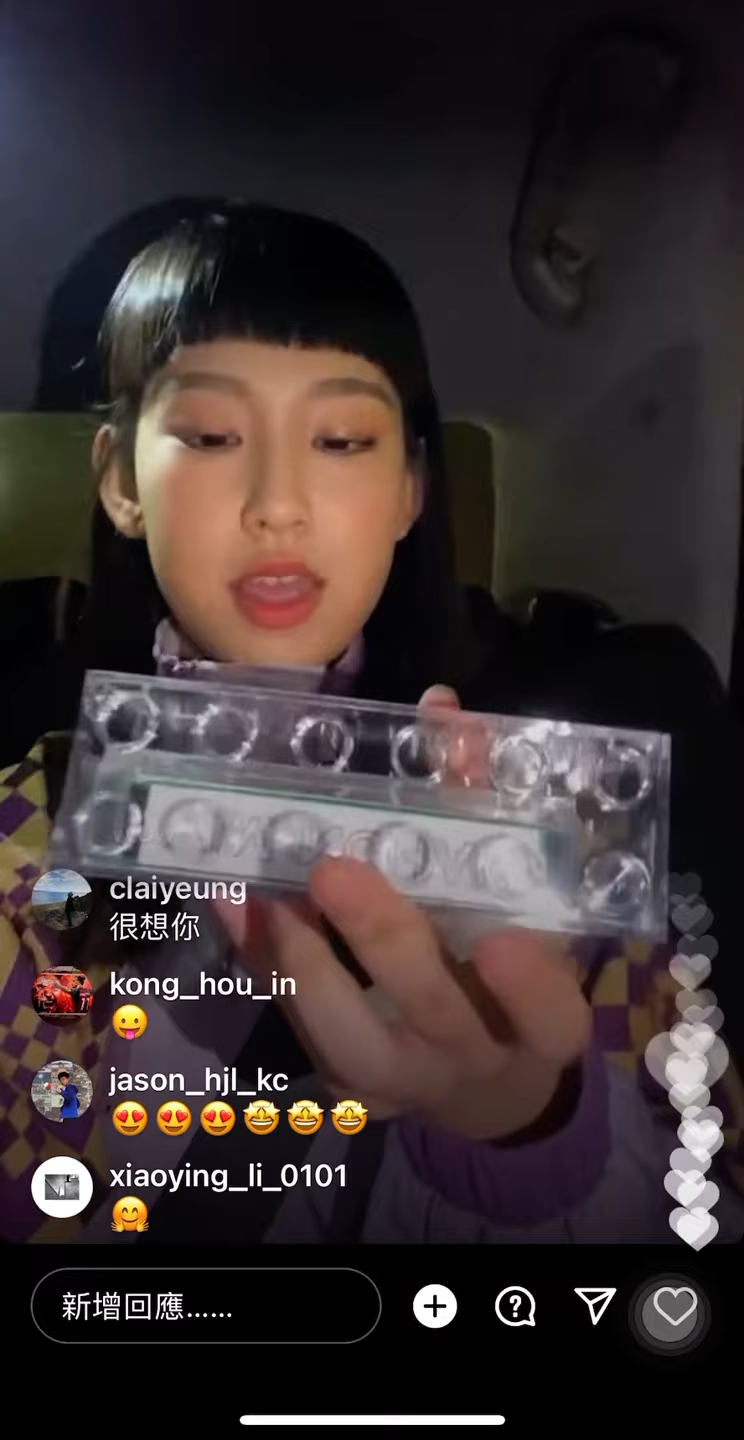 claiyeung
很想你
kong_hou_in
😛
jason_hjl_kc
😍😍😍🤩🤩🤩
xiaoying_li_0101
🤗
新增回應......